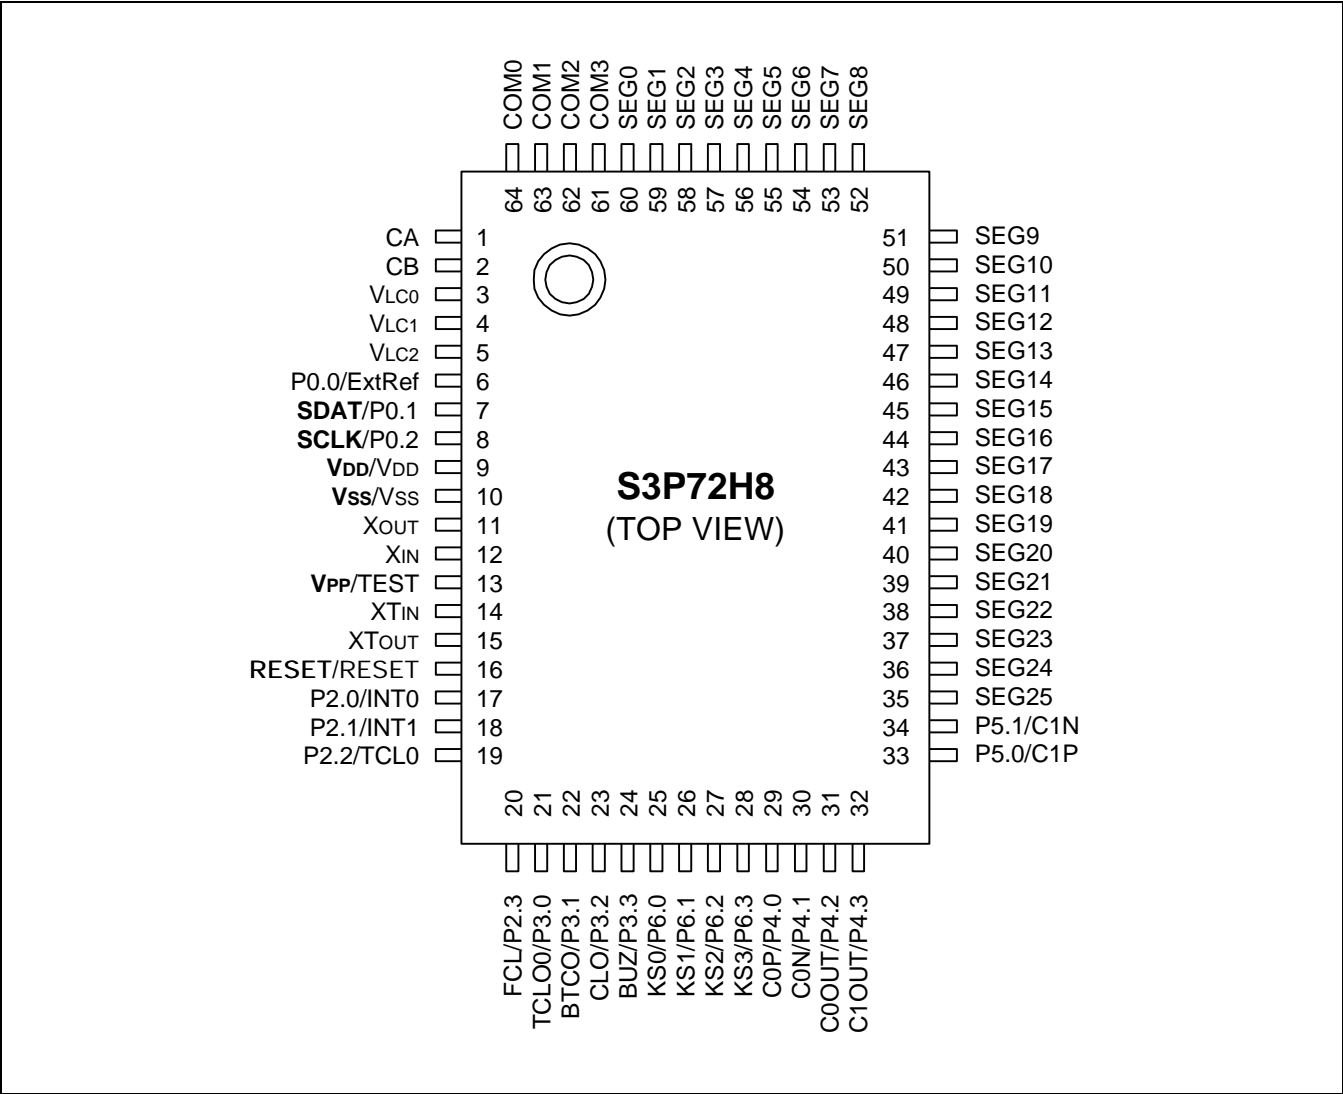 COM0
COM1
COM2
COM3
SEG0
SEG1
SEG2
SEG3
SEG4
SEG5
SEG6
SEG7
SEG8
64
63
62
61
60
59
58
57
56
55
54
53
52
CA 1
CB 2
VLC0 3
VLC1 4
VLC2 5
P0.0/ExtRef 6
SDAT/P0.1 7
SCLK/P0.2 8
VDD/VDD 9
VSS/VSS 10
XOUT 11
XIN 12
VPP/TEST 13
XTIN 14
XTOUT 15
RESET/RESET 16
P2.0/INT0 17
P2.1/INT1 18
P2.2/TCL0 19
S3P72H8
(TOP VIEW)
51 SEG9
50 SEG10
49 SEG11
48 SEG12
47 SEG13
46 SEG14
45 SEG15
44 SEG16
43 SEG17
42 SEG18
41 SEG19
40 SEG20
39 SEG21
38 SEG22
37 SEG23
36 SEG24
35 SEG25
34 P5.1/C1N
33 P5.0/C1P
20
21
22
23
24
25
26
27
28
29
30
31
32
FCL/P2.3
TCLO0/P3.0
BTCO/P3.1
CLO/P3.2
BUZ/P3.3
KS0/P6.0
KS1/P6.1
KS2/P6.2
KS3/P6.3
C0P/P4.0
C0N/P4.1
C0OUT/P4.2
C1OUT/P4.3